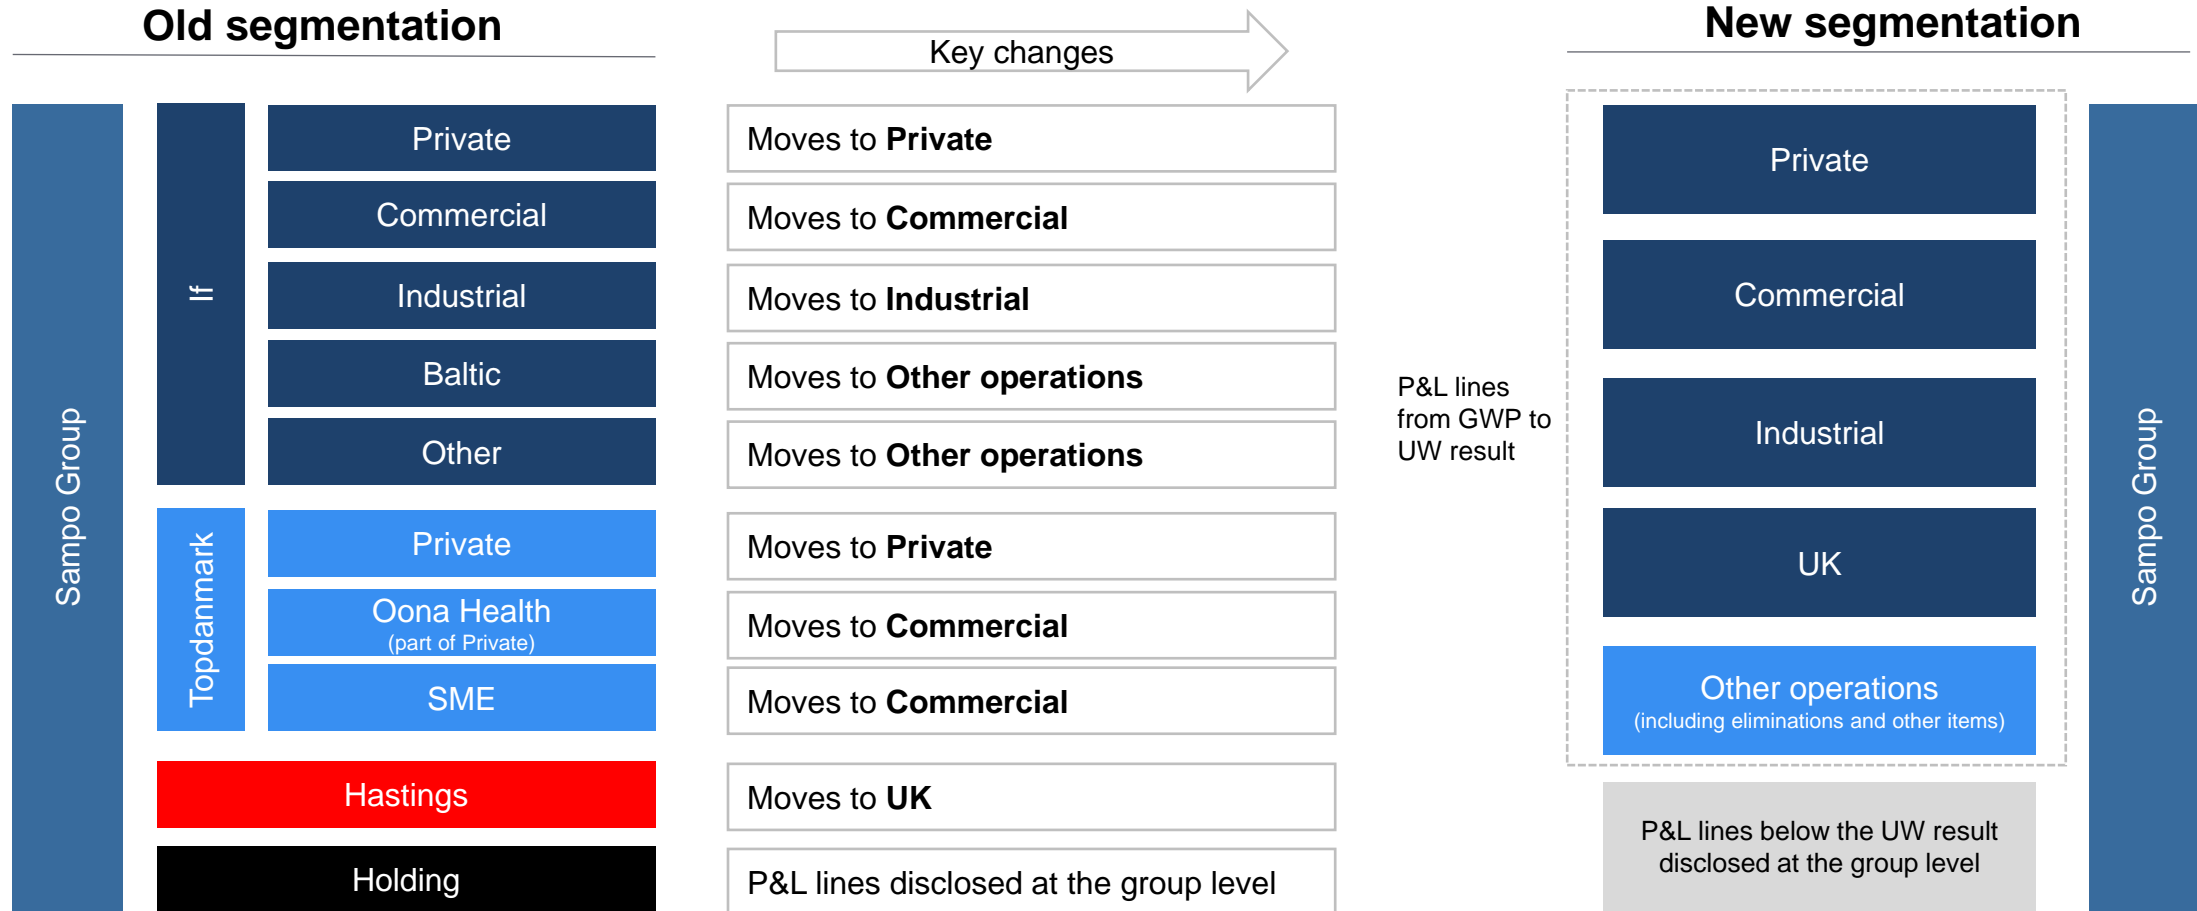 Old segmentation
Key changes
New segmentation
Sampo Group
If
Private
Moves to Private
Commercial
Moves to Commercial
Industrial
Moves to Industrial
Baltic
Moves to Other operations
Other
Moves to Other operations
Topdanmark
Private
Moves to Private
Oona Health
(part of Private)
Moves to Commercial
SME
Moves to Commercial
Hastings
Moves to UK
Holding
P&L lines disclosed at the group level
P&L lines
from GWP to
UW result
Private
Commercial
Industrial
UK
Other operations
(including eliminations and other items)
P&L lines below the UW result
disclosed at the group level
Sampo Group